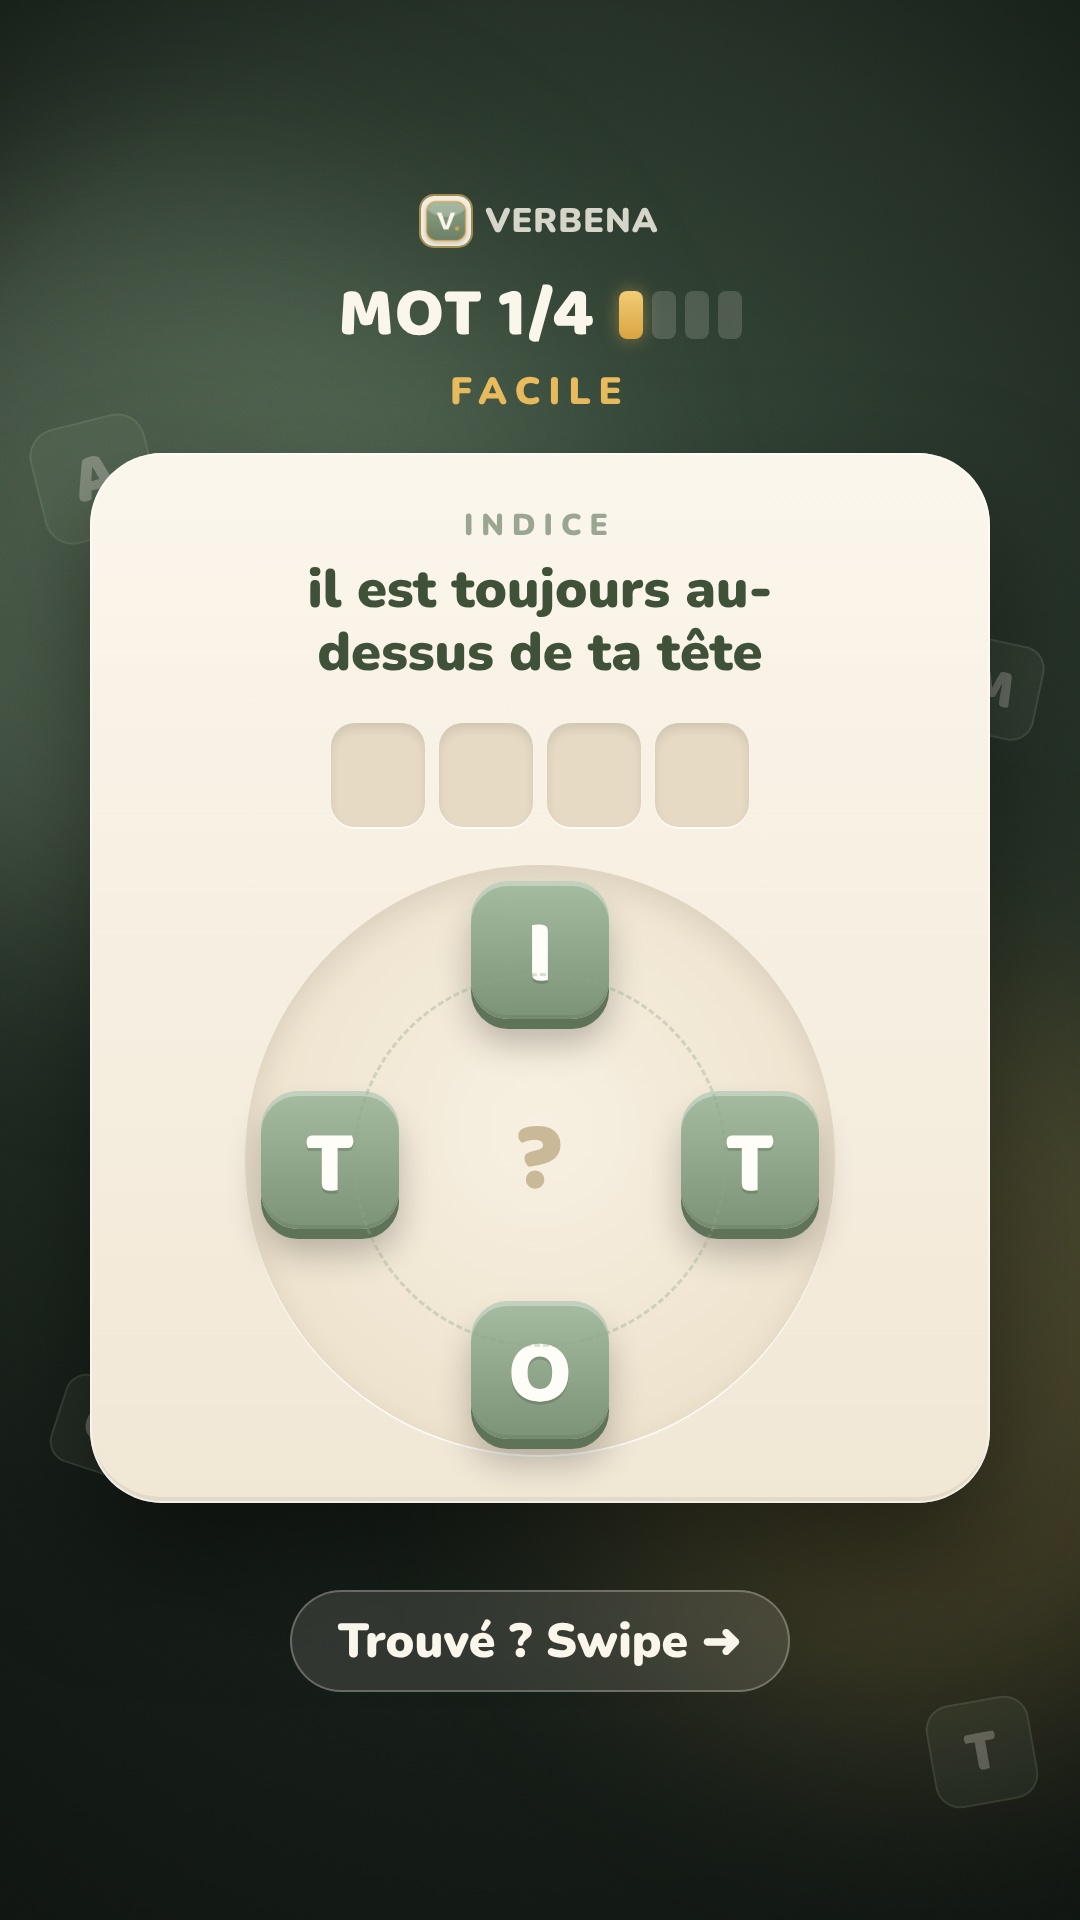 V.
VERBENA
MOT 1/4
FACILE
A
INDICE
il est toujours au-
dessus de ta tête
M
I
T
?
T
O
Trouvé ? Swipe →
T